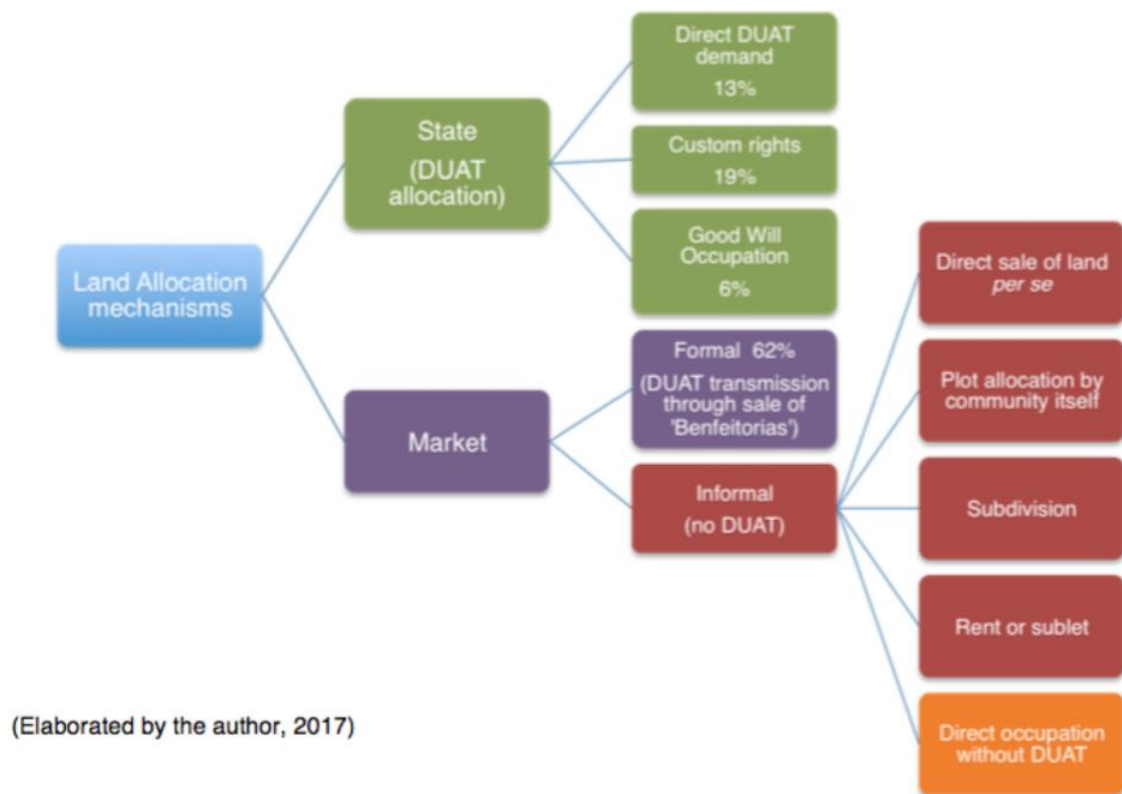 Land Allocation
mechanisms
State
(DUAT
allocation)
Direct DUAT
demand
13%
Custom rights
19%
Good Will
Occupation
6%
Market
Formal 62%
(DUAT transmission
through sale of
'Benfeitorias')
Informal
(no DUAT)
Direct sale of land
per se
Plot allocation by
community itself
Subdivision
Rent or sublet
Direct occupation
without DUAT
(Elaborated by the author, 2017)